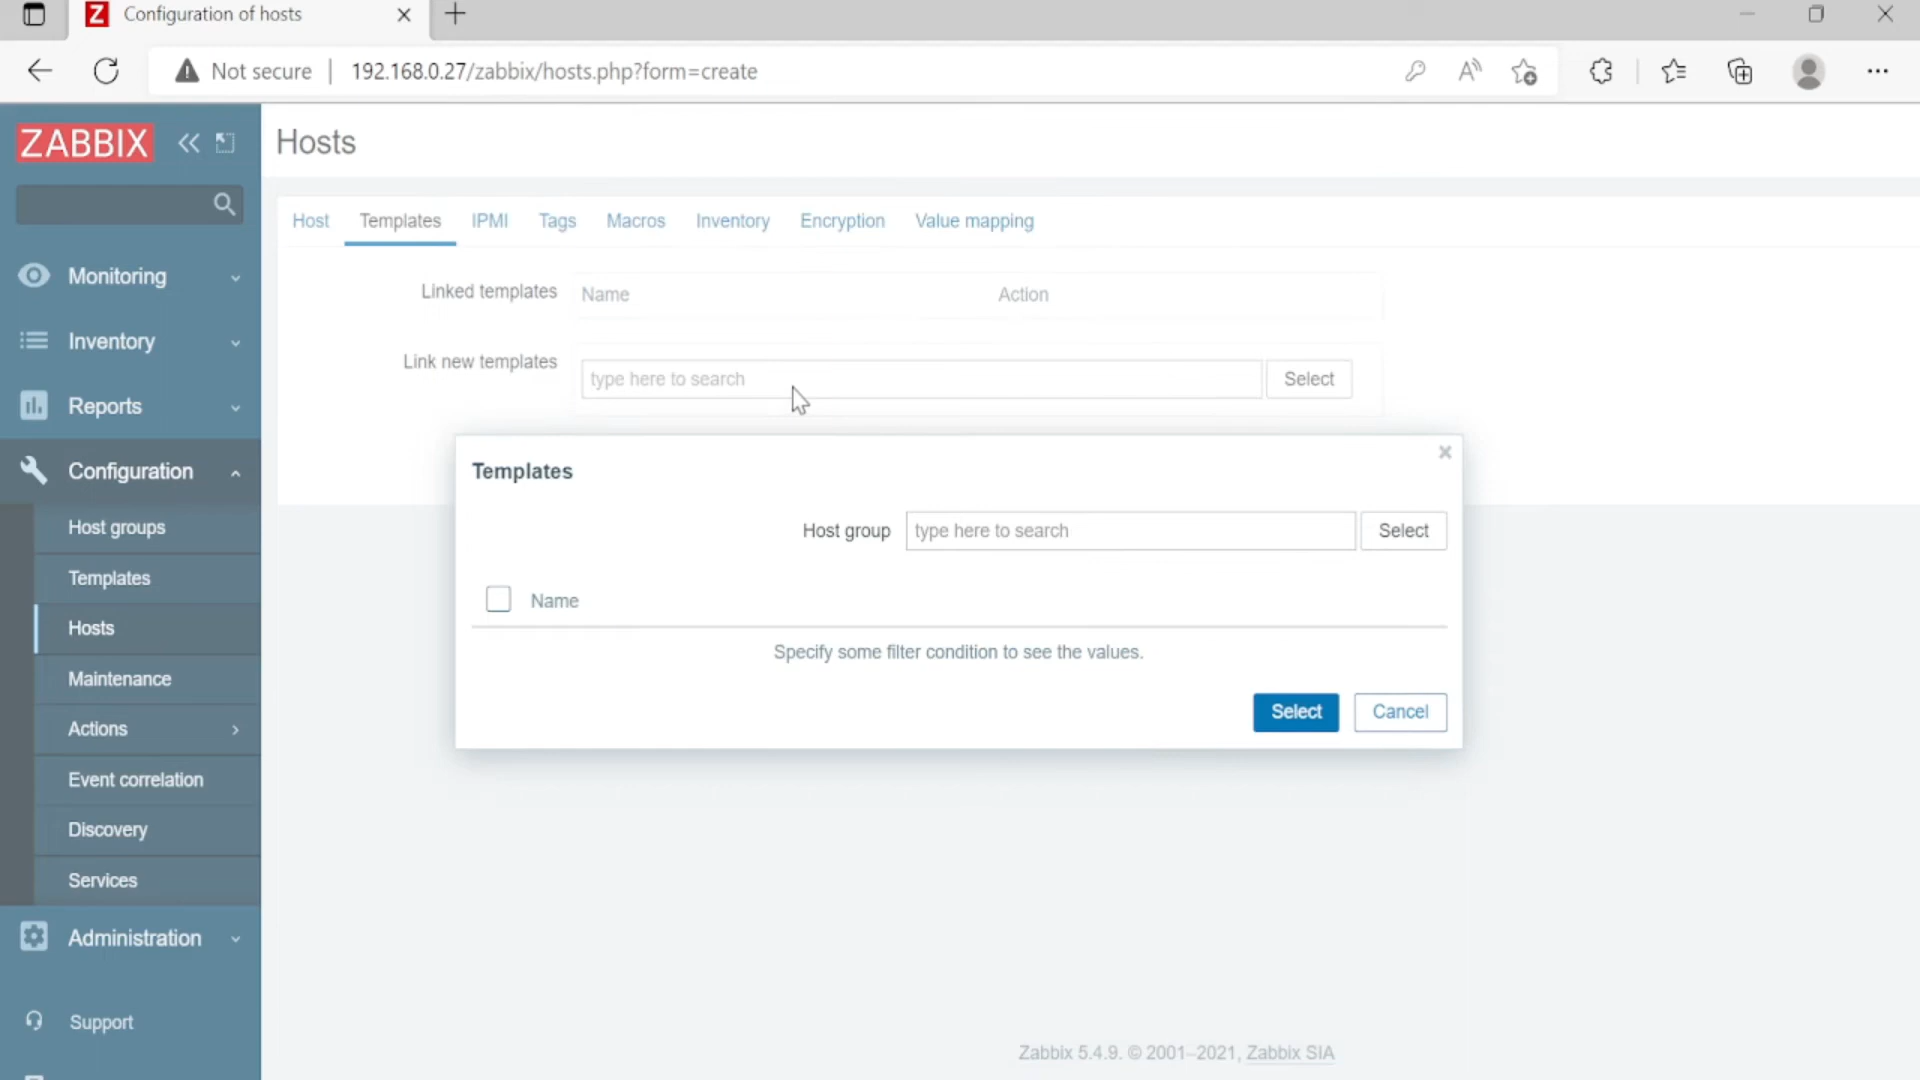 Z Configuration of hosts
Not secure | 192.168.0.27/zabbix/hosts.php?form=create
ZABBIX
Hosts
Host Templates IPMI Tags Macros Inventory Encryption Value mapping
Monitoring
Inventory
Reports
Configuration
Host groups
Templates
Hosts
Maintenance
Actions
Event correlation
Discovery
Services
Administration
Support
Linked templates Name Action
Link new templates type here to search Select
Templates
Host group type here to search Select
Name
Specify some filter condition to see the values.
Select Cancel
Zabbix 5.4.9. © 2001–2021, Zabbix SIA